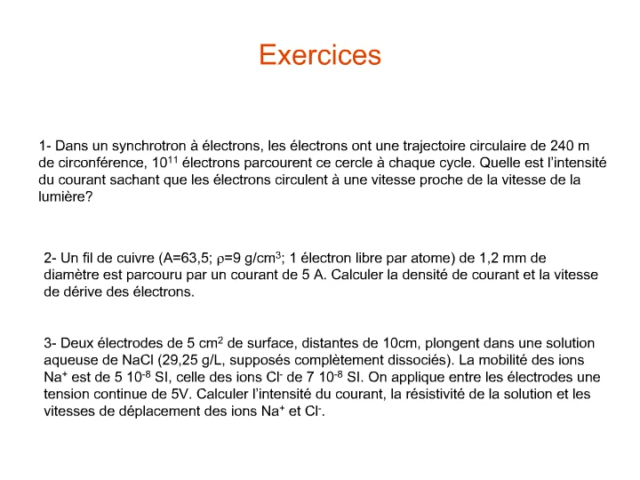 Exercices
1- Dans un synchrotron à électrons, les électrons ont une trajectoire circulaire de 240 m
de circonférence, 10¹¹ électrons parcourent ce cercle à chaque cycle. Quelle est l'intensité
du courant sachant que les électrons circulent à une vitesse proche de la vitesse de la
lumière?
2- Un fil de cuivre (A=63,5; ρ=9 g/cm³; 1 électron libre par atome) de 1,2 mm de
diamètre est parcouru par un courant de 5 A. Calculer la densité de courant et la vitesse
de dérive des électrons.
3- Deux électrodes de 5 cm² de surface, distantes de 10cm, plongent dans une solution
aqueuse de NaCl (29,25 g/L, supposés complètement dissociés). La mobilité des ions
Na⁺ est de 5 10⁻⁸ SI, celle des ions Cl⁻ de 7 10⁻⁸ SI. On applique entre les électrodes une
tension continue de 5V. Calculer l'intensité du courant, la résistivité de la solution et les
vitesses de déplacement des ions Na⁺ et Cl⁻.